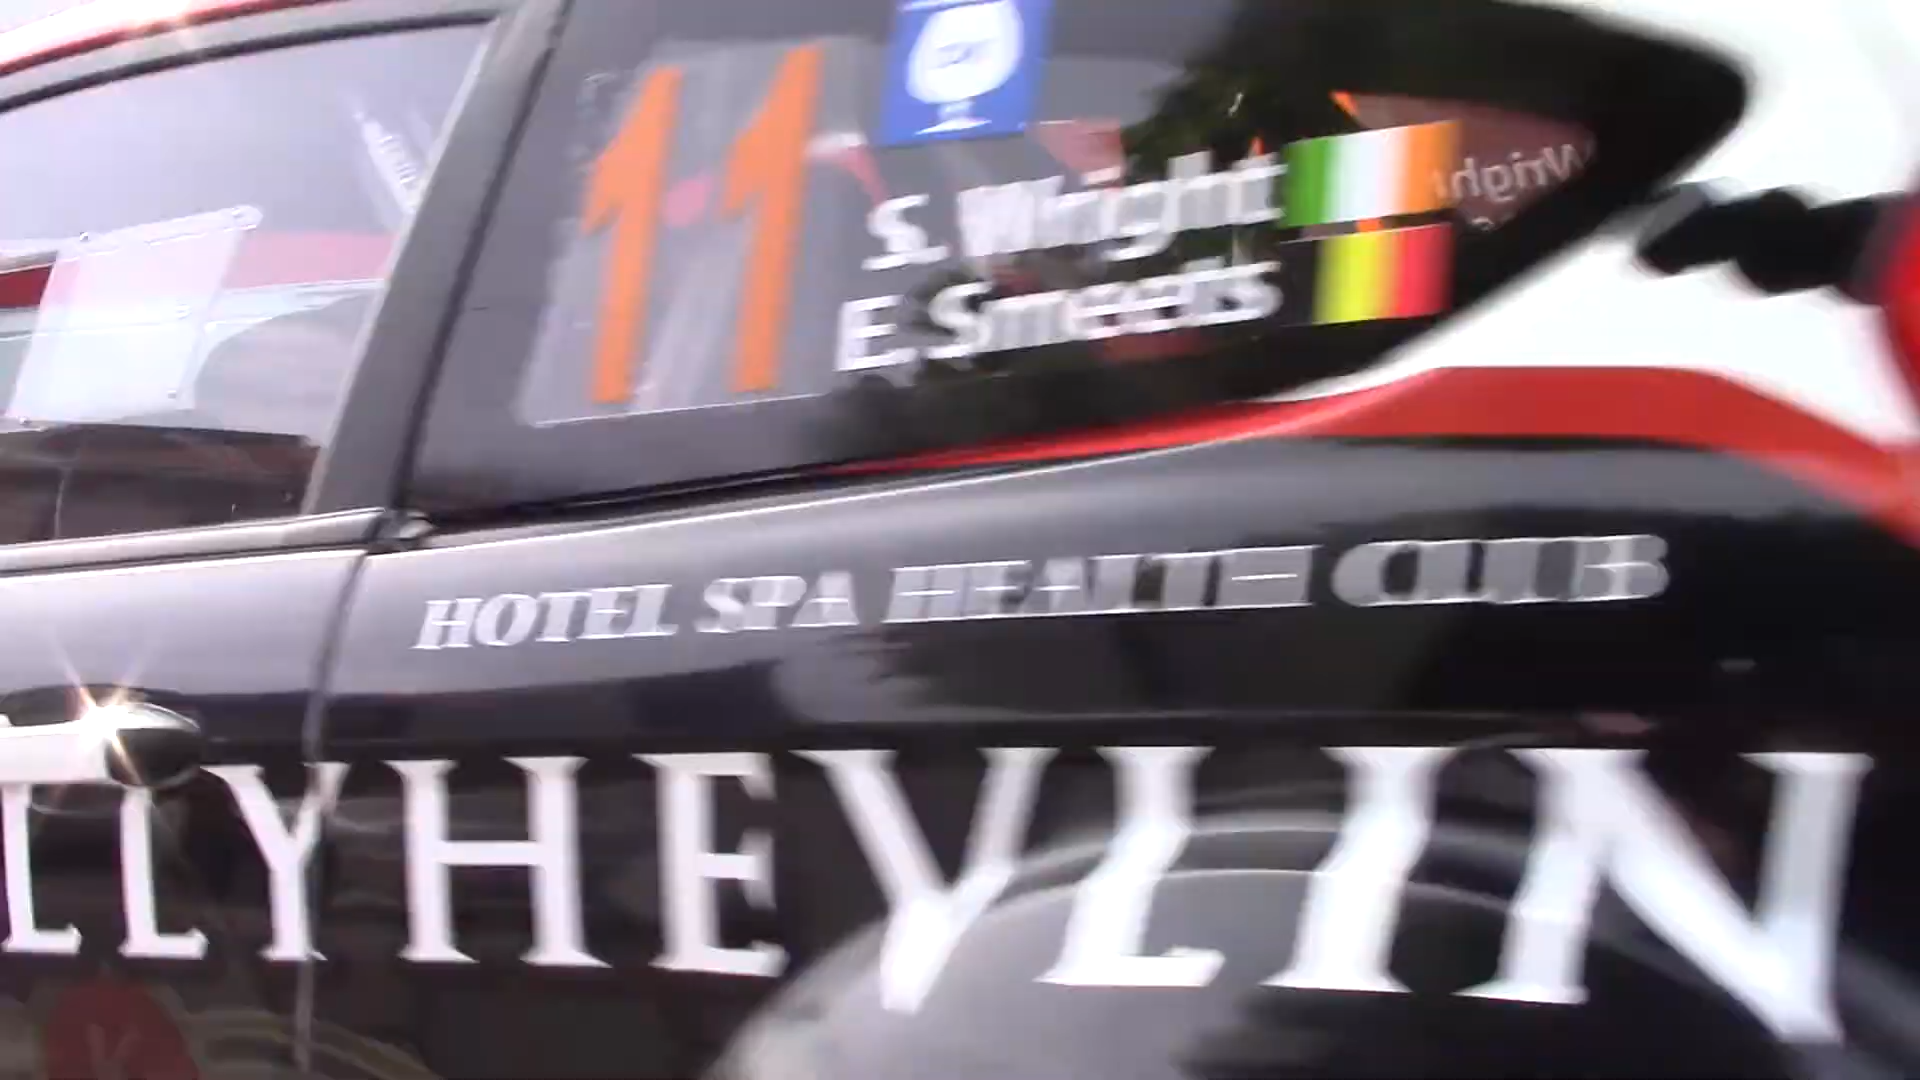 11
S. Wright
E. Smeets
HOTEL SPA HEALTH CLUB
LLYHEVLIN